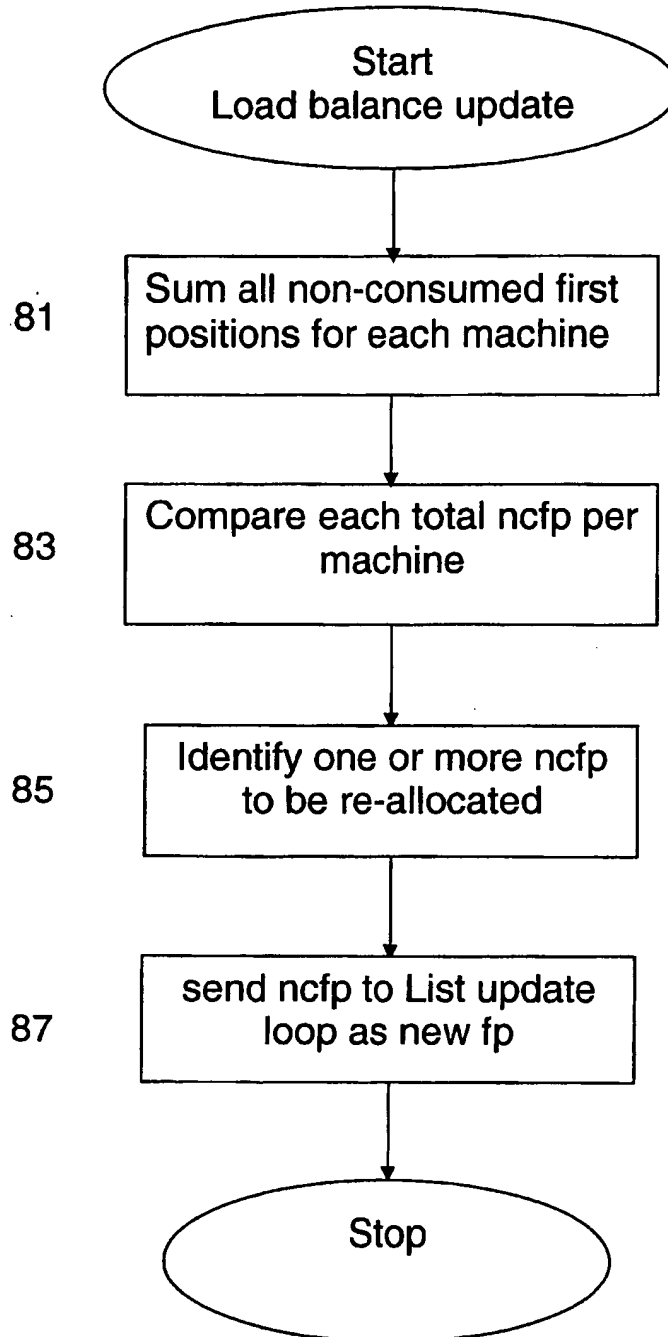 Start
Load balance update
81
Sum all non-consumed first
positions for each machine
83
Compare each total ncfp per
machine
85
Identify one or more ncfp
to be re-allocated
87
send ncfp to List update
loop as new fp
Stop